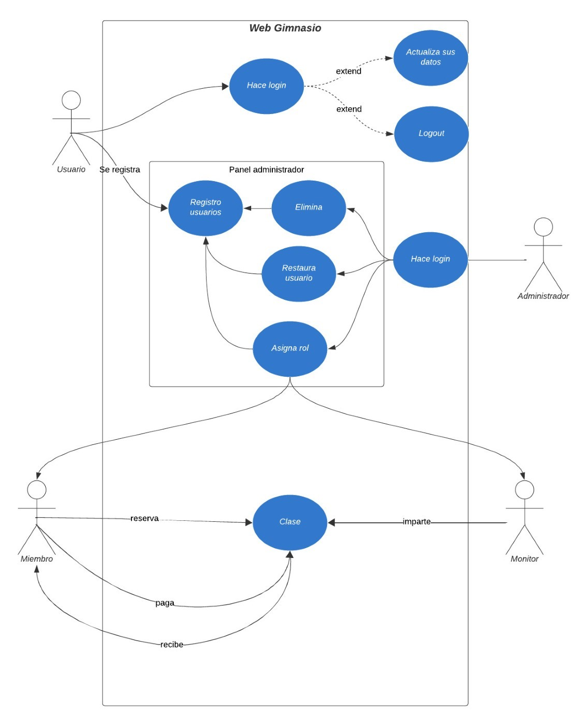 Web Gimnasio
Actualiza sus
datos
extend
Hace login
extend
Logout
Usuario
Se registra
Panel administrador
Registro
usuarios
Elimina
Restaura
usuario
Hace login
Administrador
Asigna rol
Miembro
reserva
Clase
imparte
Monitor
paga
recibe